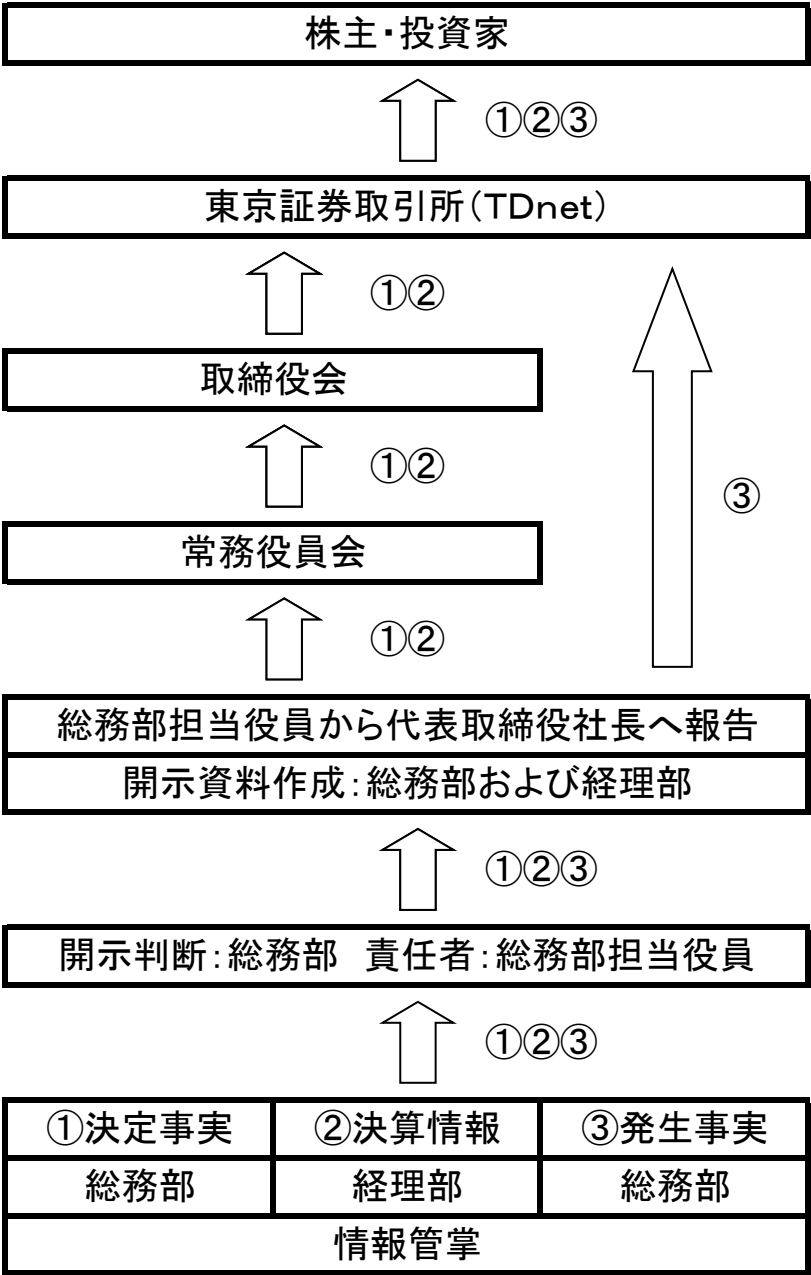 株主・投資家
①②③
東京証券取引所(TDnet)
①②
取締役会
①②
③
常務役員会
①②
総務部担当役員から代表取締役社長へ報告
開示資料作成:総務部および経理部
①②③
開示判断:総務部　責任者:総務部担当役員
①②③
①決定事実 ②決算情報 ③発生事実
総務部 経理部 総務部
情報管掌